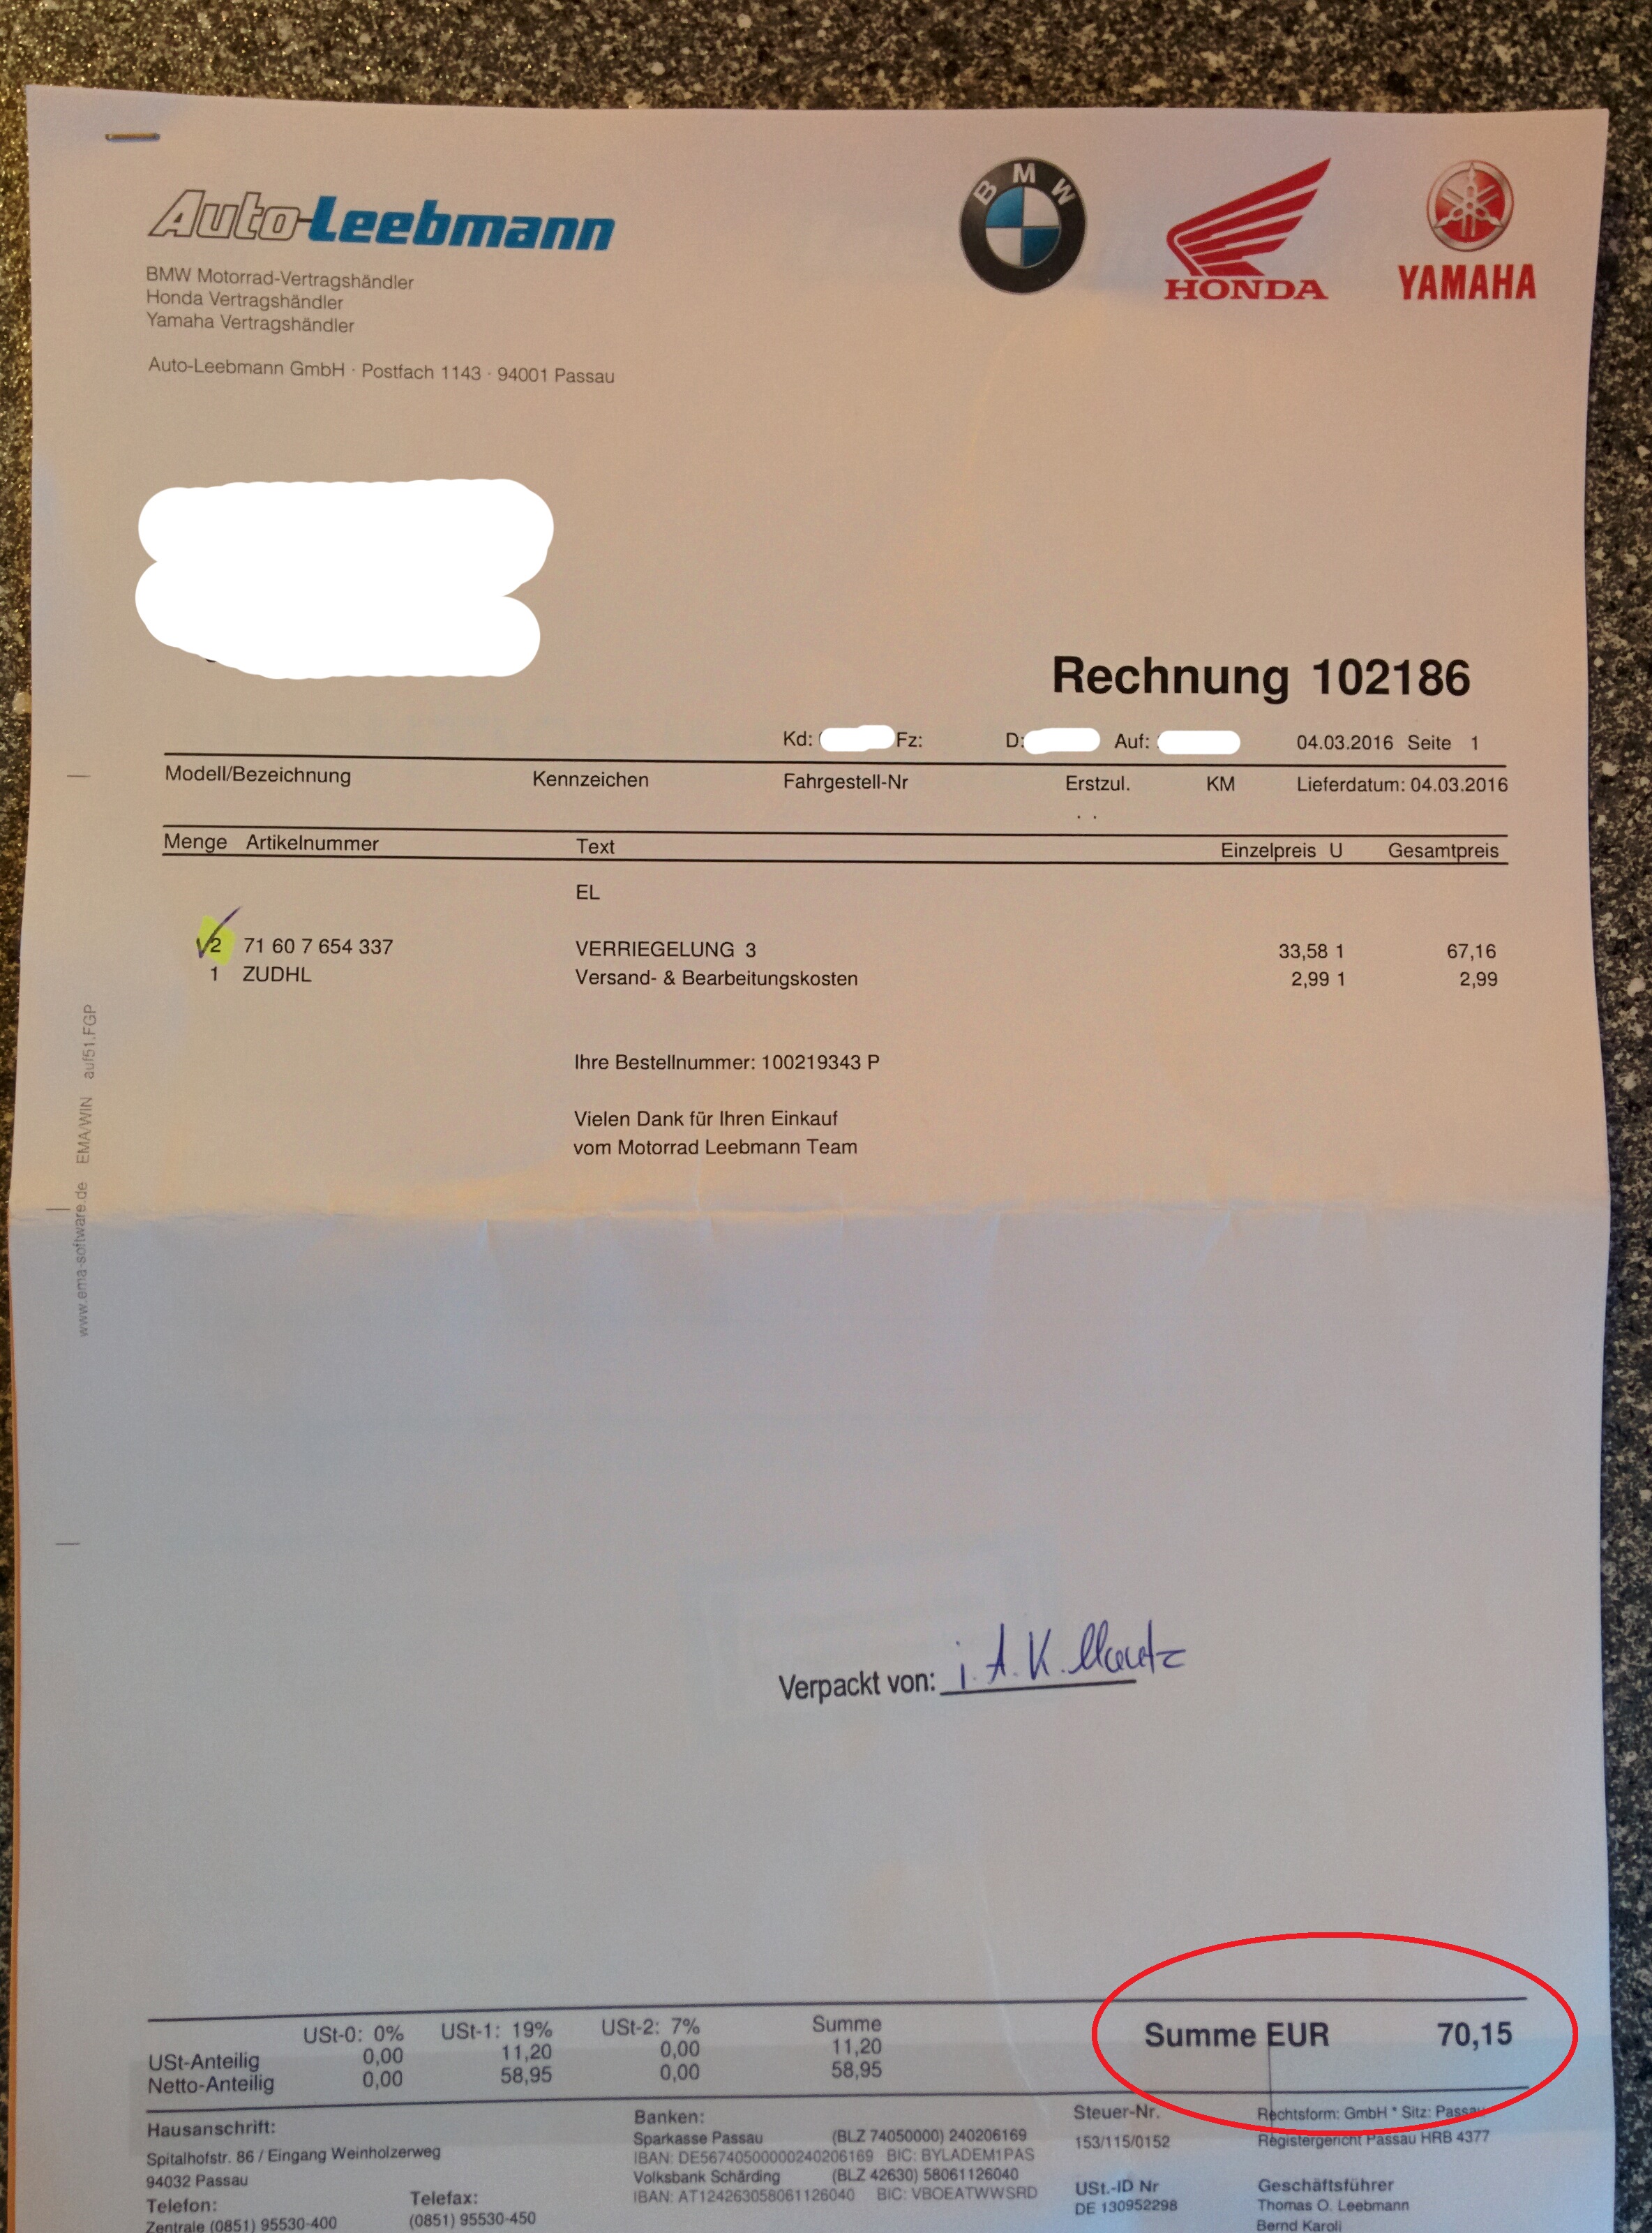 Auto-Leebmann
BMW
HONDA
YAMAHA
BMW Motorrad-Vertragshändler
Honda Vertragshändler
Yamaha Vertragshändler
Auto-Leebmann GmbH · Postfach 1143 · 94001 Passau
Rechnung 102186
Kd: Fz: D: Auf: 04.03.2016 Seite 1
Modell/Bezeichnung Kennzeichen Fahrgestell-Nr Erstzul. KM Lieferdatum: 04.03.2016
. .
Menge Artikelnummer Text Einzelpreis U Gesamtpreis
EL
2 71 60 7 654 337 VERRIEGELUNG 3 33,58 1 67,16
1 ZUDHL Versand- & Bearbeitungskosten 2,99 1 2,99
Ihre Bestellnummer: 100219343 P
Vielen Dank für Ihren Einkauf
vom Motorrad Leebmann Team
www.ema-software.de EMA/WIN auf51.FGP
Verpackt von: i. A. K.
USt-0: 0% USt-1: 19% USt-2: 7% Summe
USt-Anteilig 0,00 11,20 0,00 11,20
Netto-Anteilig 0,00 58,95 0,00 58,95
Summe EUR 70,15
Hausanschrift:
Spitalhofstr. 86 / Eingang Weinholzerweg
94032 Passau
Telefon: Telefax:
Zentrale (0851) 95530-400 (0851) 95530-450
Banken:
Sparkasse Passau (BLZ 74050000) 240206169
IBAN: DE56740500000240206169 BIC: BYLADEM1PAS
Volksbank Schärding (BLZ 42630) 58061126040
IBAN: AT124263058061126040 BIC: VBOEATWWSRD
Steuer-Nr.
153/115/0152
USt.-ID Nr
DE 130952298
Rechtsform: GmbH * Sitz: Passau
Registergericht Passau HRB 4377
Geschäftsführer
Thomas O. Leebmann
Bernd Karoli